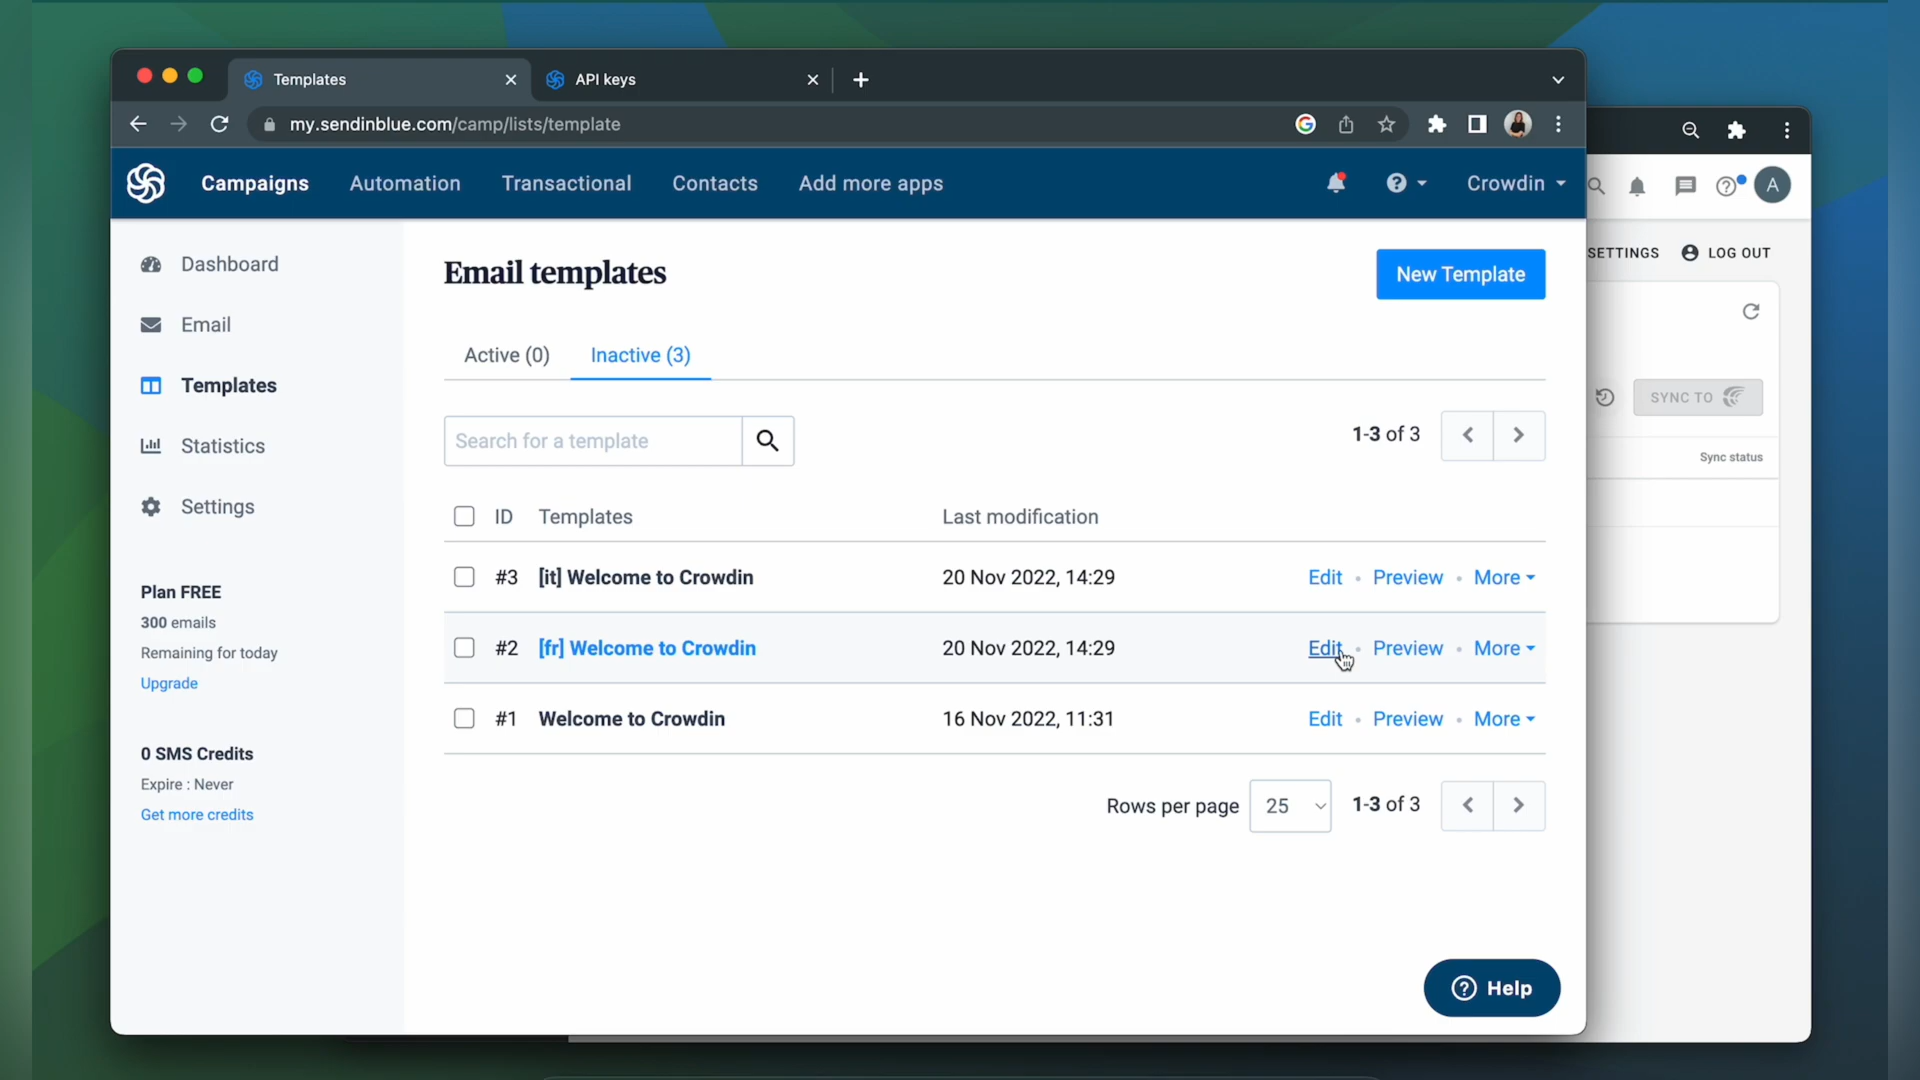 Templates
API keys
my.sendinblue.com/camp/lists/template
Campaigns
Automation
Transactional
Contacts
Add more apps
Crowdin
A
SETTINGS
LOG OUT
Dashboard
Email
Templates
Statistics
Settings
Plan FREE
300 emails
Remaining for today
Upgrade
0 SMS Credits
Expire : Never
Get more credits
Email templates
New Template
Active (0)
Inactive (3)
Search for a template
1-3 of 3
SYNC TO
Sync status
ID Templates Last modification
#3 [it] Welcome to Crowdin 20 Nov 2022, 14:29 Edit Preview More
#2 [fr] Welcome to Crowdin 20 Nov 2022, 14:29 Edit Preview More
#1 Welcome to Crowdin 16 Nov 2022, 11:31 Edit Preview More
Rows per page 25 1-3 of 3
Help